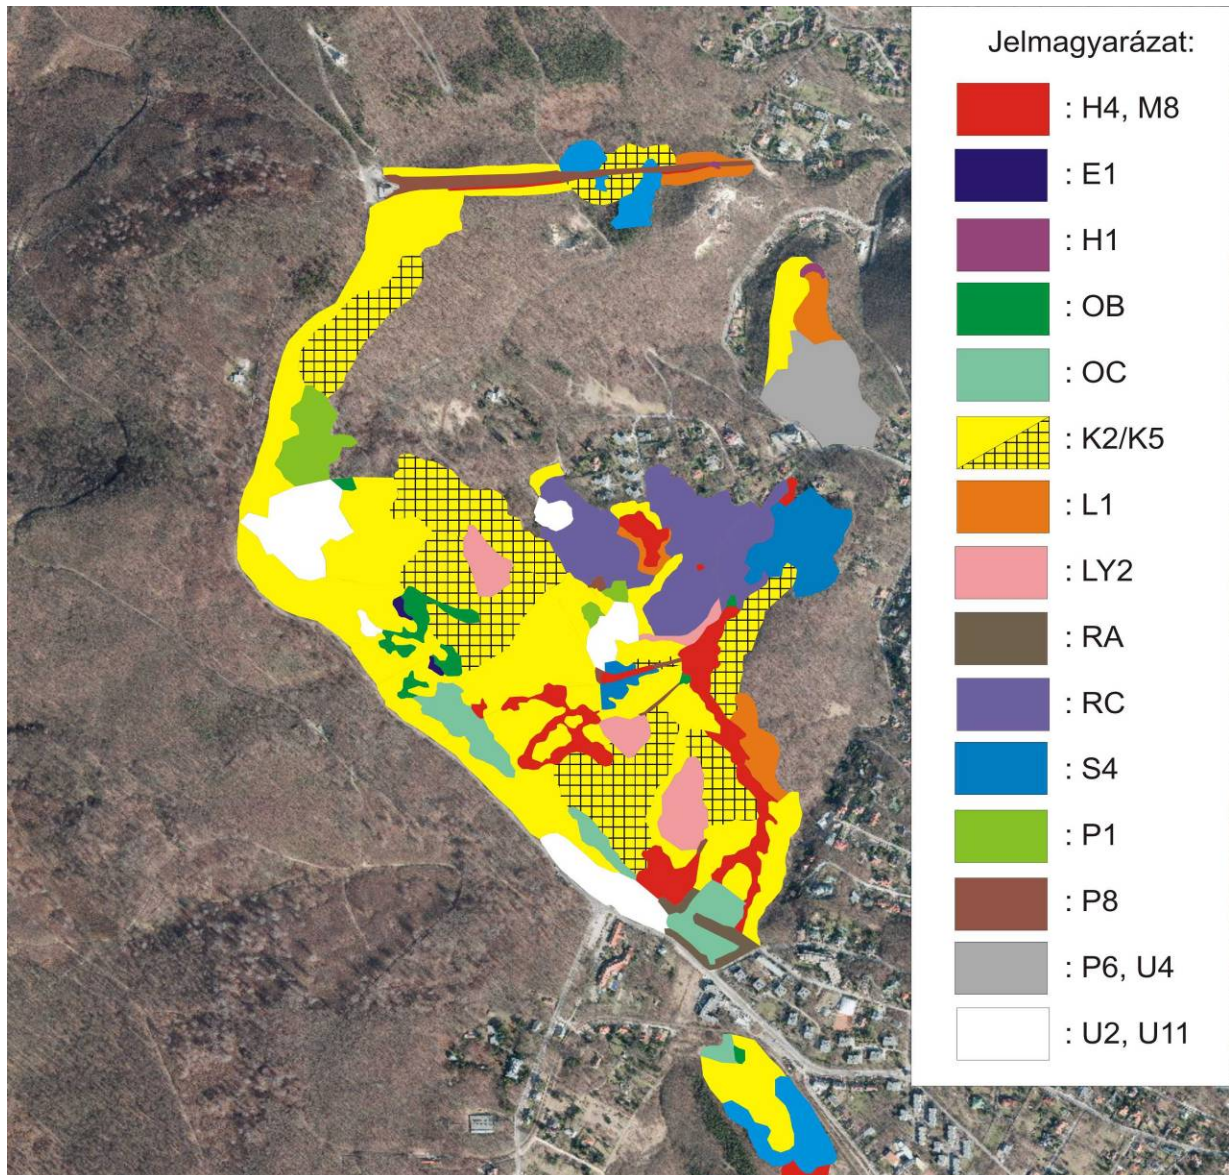 Jelmagyarázat:
: H4, M8
: E1
: H1
: OB
: OC
: K2/K5
: L1
: LY2
: RA
: RC
: S4
: P1
: P8
: P6, U4
: U2, U11